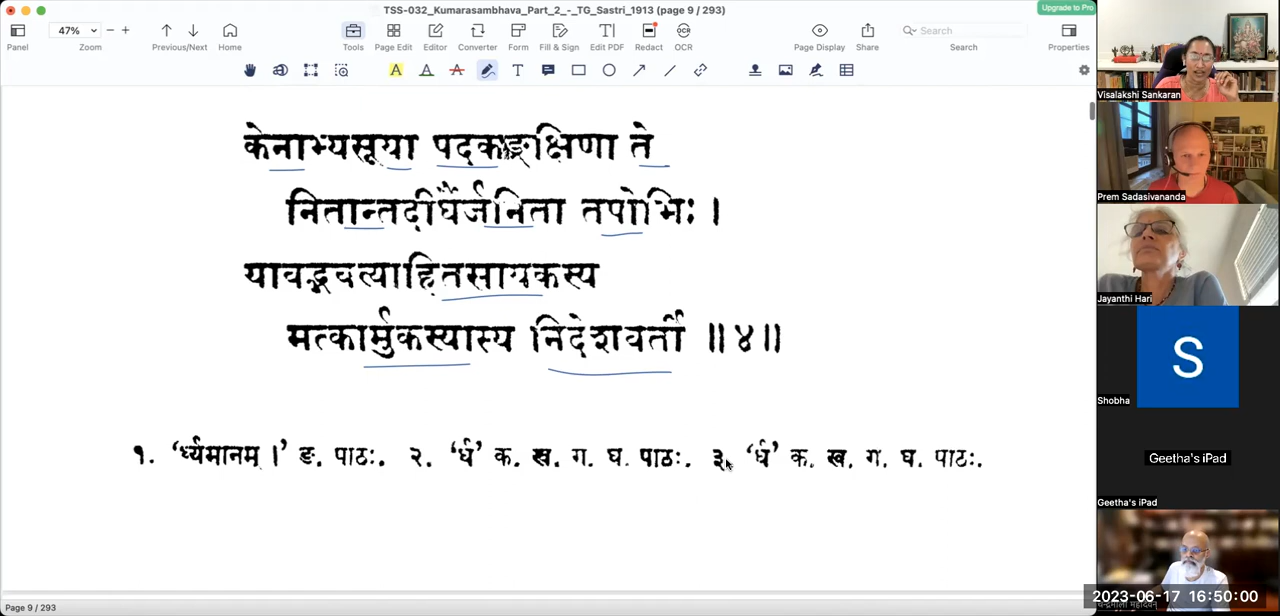 TSS-032_Kumarasambhava_Part_2_-_TG_Sastri_1913 (page 9 / 293)
Upgrade to Pro
47%
Search
Panel
Zoom
Previous/Next
Home
Tools
Page Edit
Editor
Converter
Form
Fill & Sign
Edit PDF
Redact
OCR
Page Display
Share
Search
Properties
केनाभ्यसूया पदकाङ्क्षिणा ते
नितान्तदीर्घैर्जनिता तपोभिः ।
यावद्भवत्याहितसायकस्य
मत्कार्मुकस्यास्य निदेशवर्ती ॥ ४ ॥
१. ‘र्ध्यमानम् ।’ ङ. पाठः. २. ‘र्ध’ क. ख. ग. घ. पाठः. ३. ‘र्ध’ क. ख. ग. घ. पाठः.
Page 9 / 293
Visalakshi Sankaran
Prem Sadasivananda
Jayanthi Hari
S
Shobha
Geetha's iPad
Geetha's iPad
2023-06-17 16:50:00